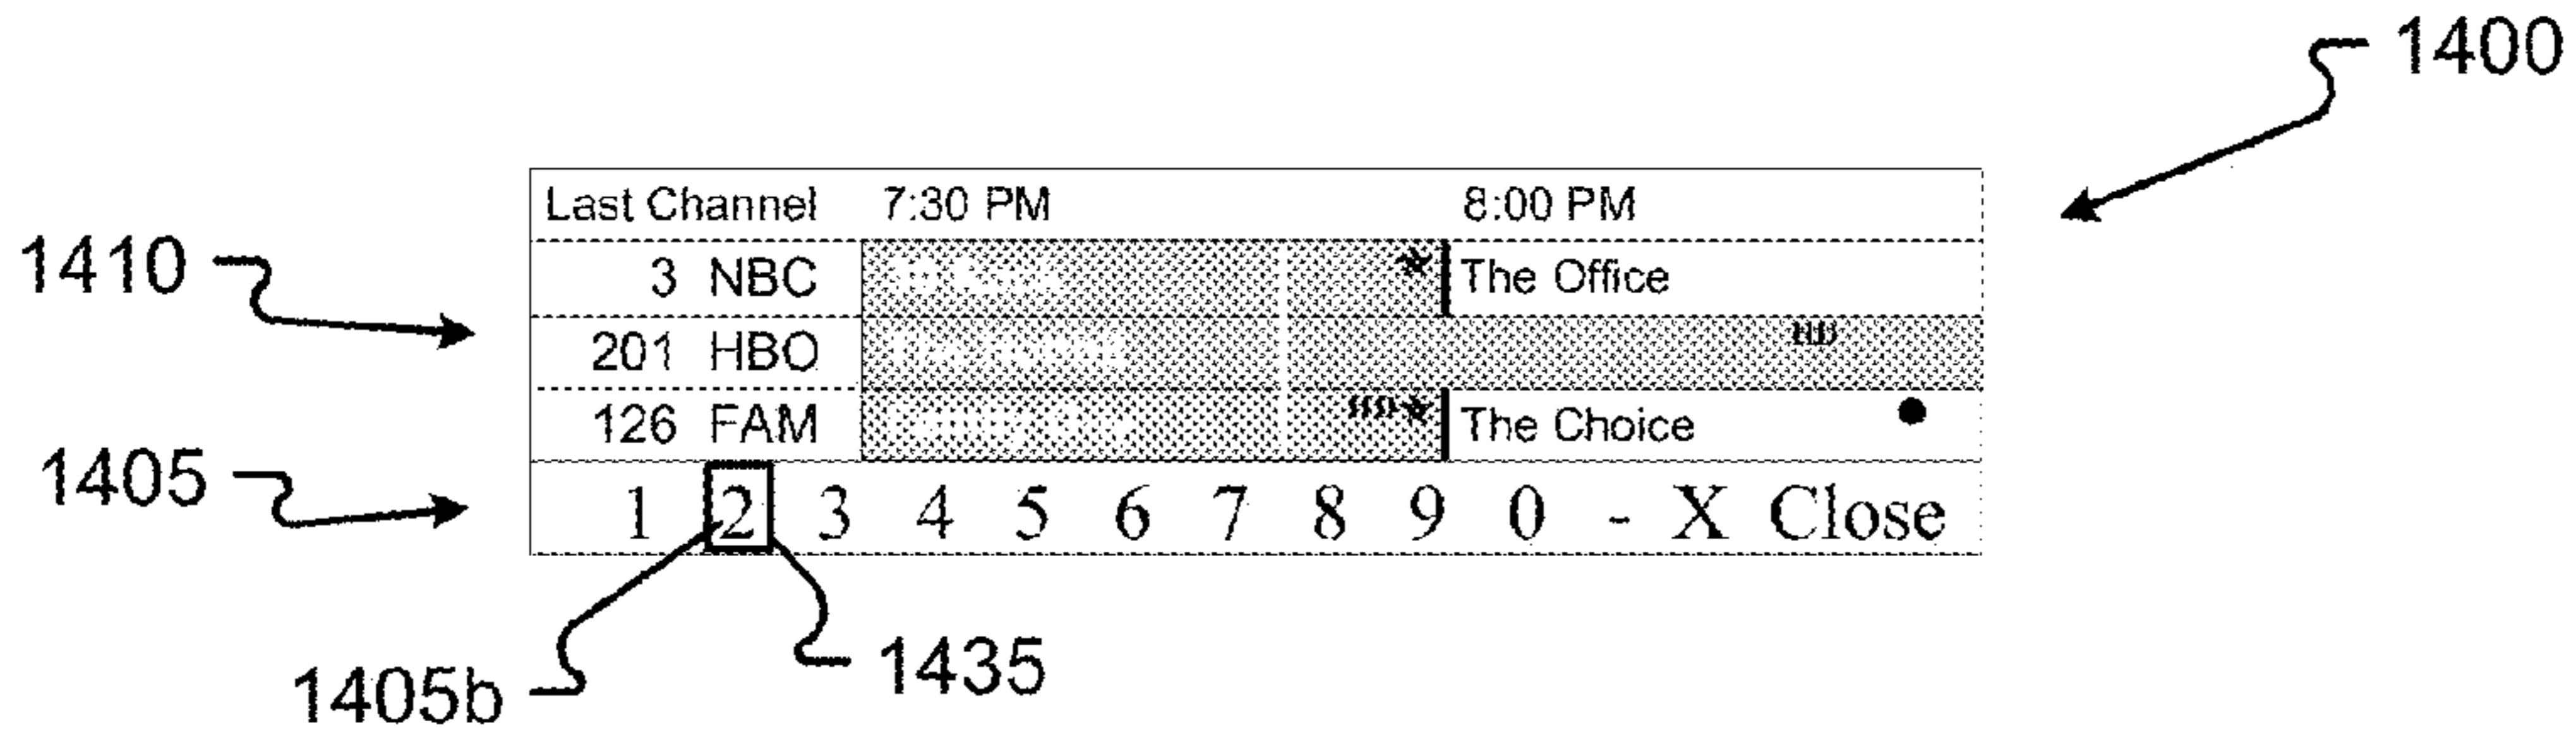 1400
Last Channel 7:30 PM 8:00 PM
1410
3 NBC The Office
201 HBO HD
126 FAM HD The Choice
1405
1 2 3 4 5 6 7 8 9 0 - X Close
1405b
1435